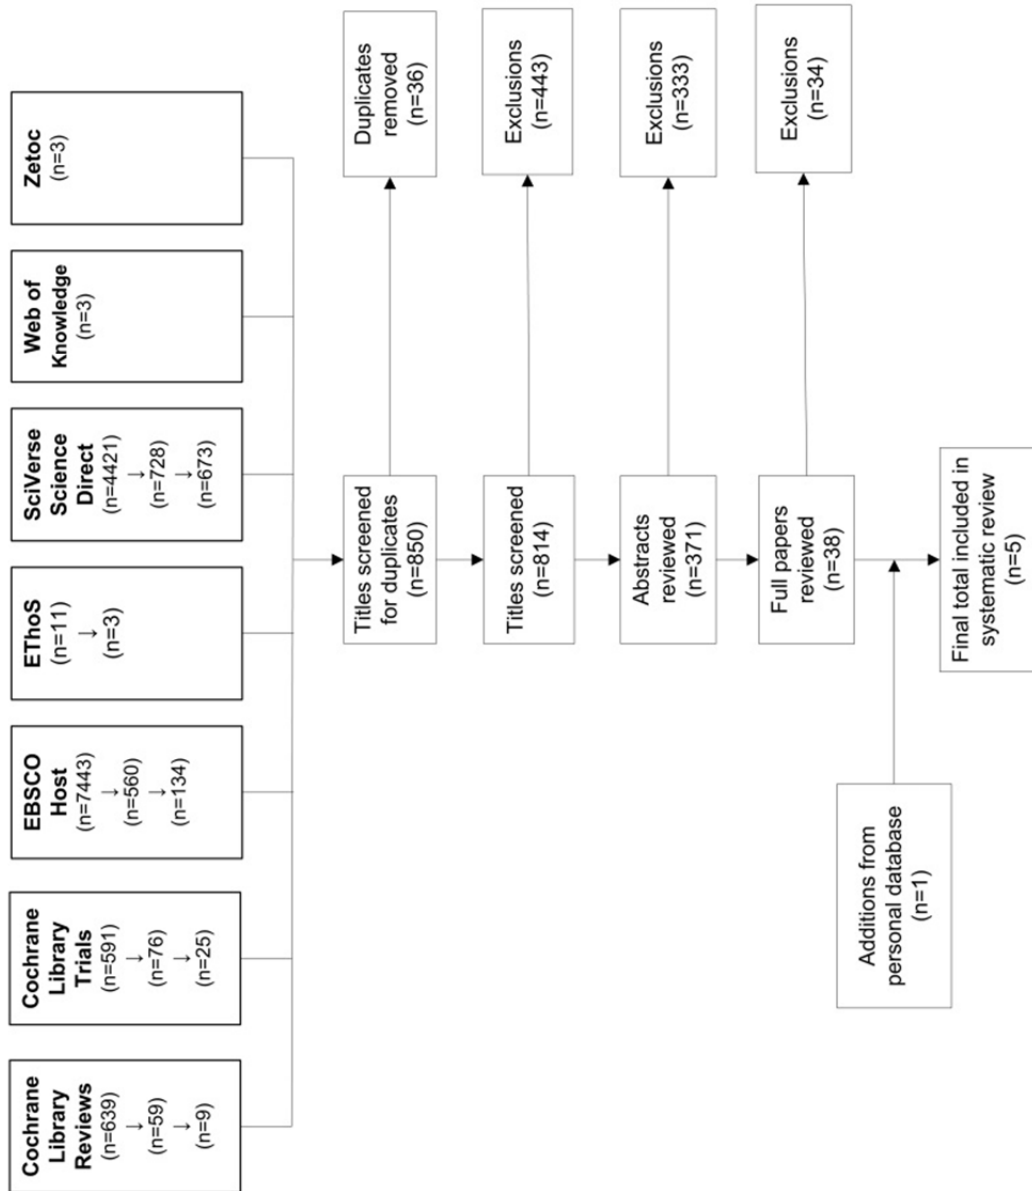 Cochrane
Library
Reviews
(n=639)
→
(n=59)
→
(n=9)
Cochrane
Library
Trials
(n=591)
→
(n=76)
→
(n=25)
EBSCO
Host
(n=7443)
→
(n=560)
→
(n=134)
EThoS
(n=11)
→
(n=3)
SciVerse
Science
Direct
(n=4421)
→
(n=728)
→
(n=673)
Web of
Knowledge
(n=3)
Zetoc
(n=3)
Titles screened
for duplicates
(n=850)
Duplicates
removed
(n=36)
Titles screened
(n=814)
Exclusions
(n=443)
Abstracts
reviewed
(n=371)
Exclusions
(n=333)
Full papers
reviewed
(n=38)
Exclusions
(n=34)
Additions from
personal database
(n=1)
Final total included in
systematic review
(n=5)